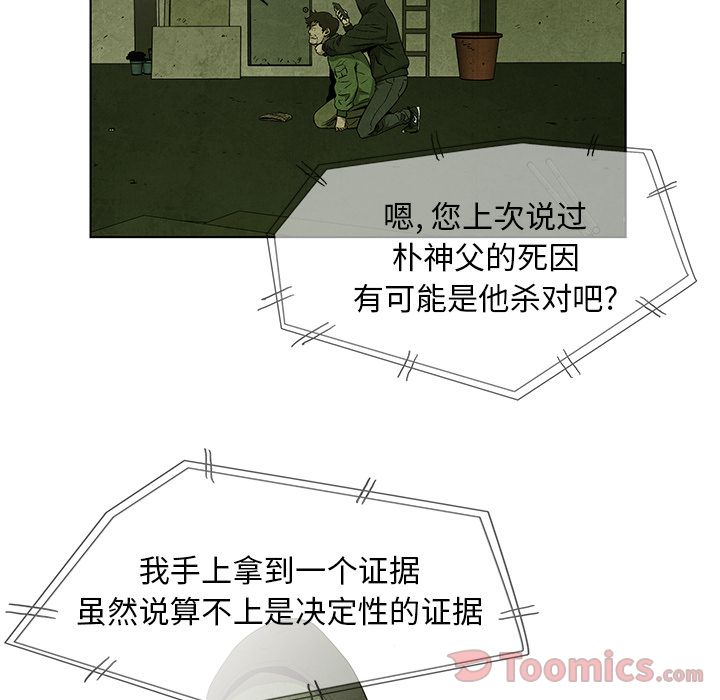 嗯, 您上次说过
朴神父的死因
有可能是他杀对吧?
我手上拿到一个证据
虽然说算不上是决定性的证据
Toomics.com